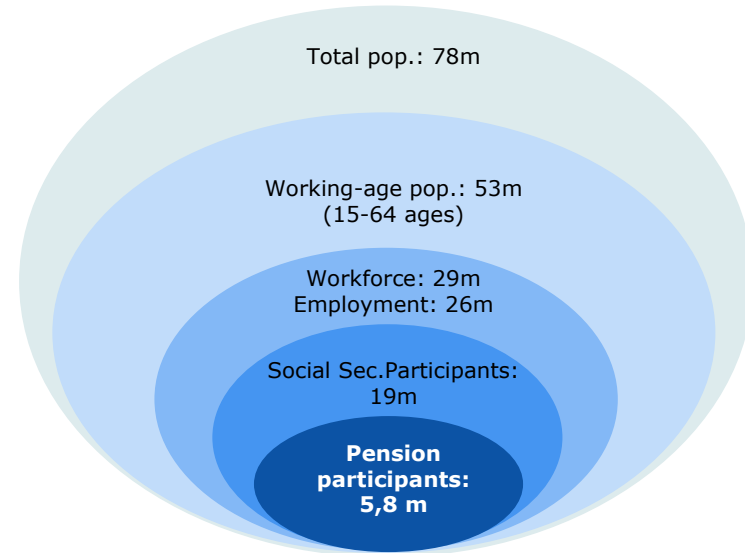 Total pop.: 78m
Working-age pop.: 53m
(15-64 ages)
Workforce: 29m
Employment: 26m
Social Sec.Participants:
19m
Pension
participants:
5,8 m